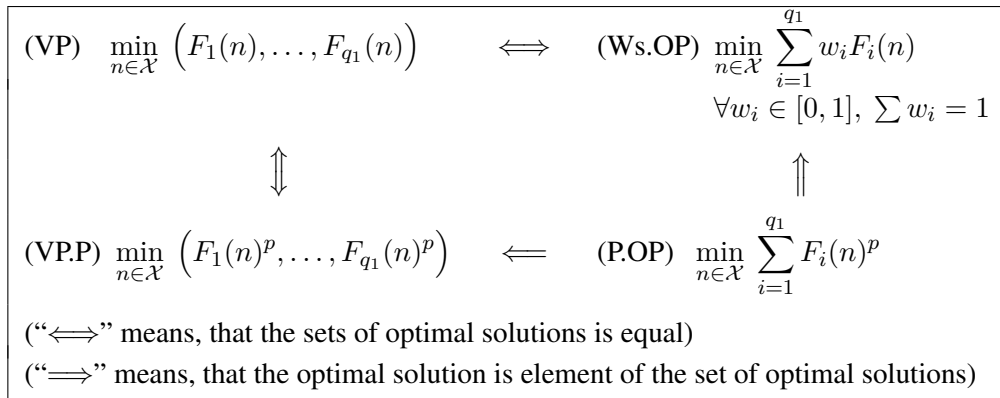 (VP) min_{n∈𝒳} (F_1(n), …, F_{q_1}(n)) ⟺ (Ws.OP) min_{n∈𝒳} ∑_{i=1}^{q_1} w_i F_i(n)
∀w_i ∈ [0, 1], ∑ w_i = 1
⇕ ⇑
(VP.P) min_{n∈𝒳} (F_1(n)^p, …, F_{q_1}(n)^p) ⟸ (P.OP) min_{n∈𝒳} ∑_{i=1}^{q_1} F_i(n)^p
(“⟺” means, that the sets of optimal solutions is equal)
(“⟹” means, that the optimal solution is element of the set of optimal solutions)